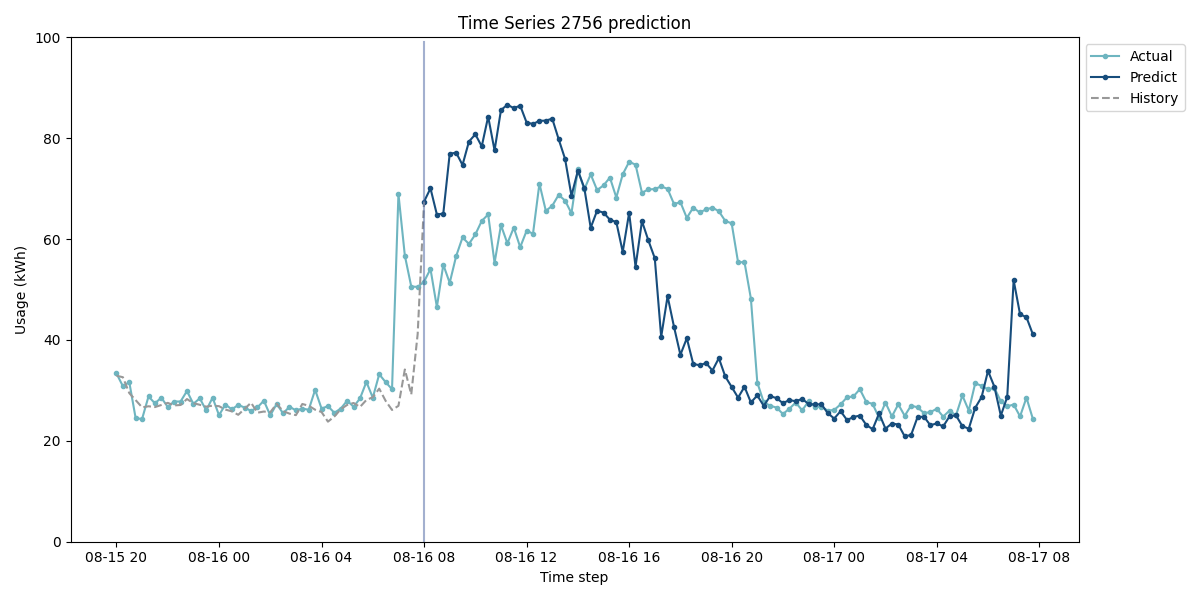 Time Series 2756 prediction
Usage (kWh)
100
80
60
40
20
0
08-15 20
08-16 00
08-16 04
08-16 08
08-16 12
08-16 16
08-16 20
08-17 00
08-17 04
08-17 08
Time step
Actual
Predict
History